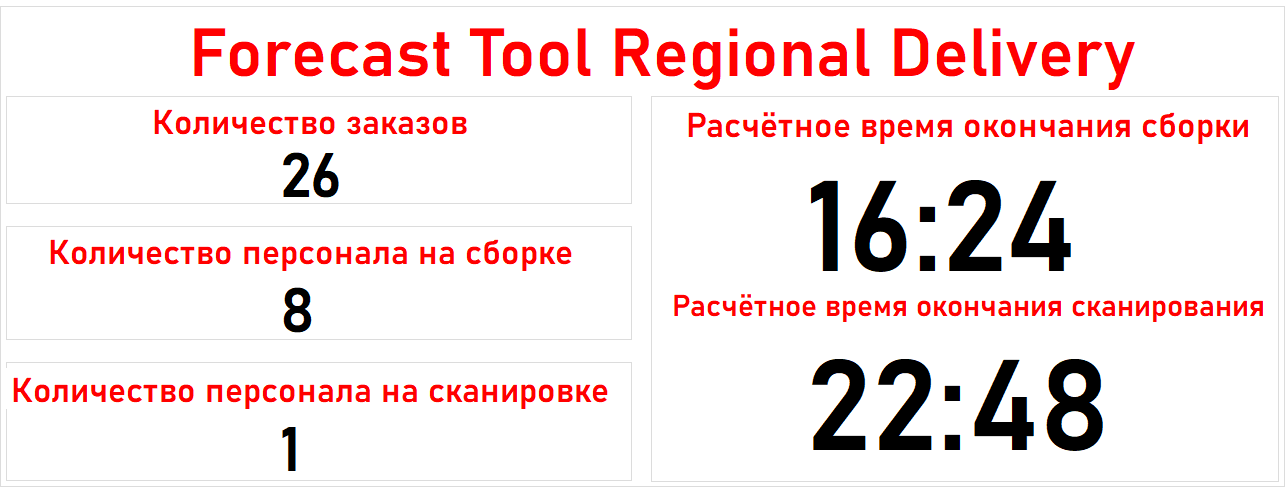 Forecast Tool Regional Delivery
Количество заказов
26
Количество персонала на сборке
8
Количество персонала на сканировке
1
Расчётное время окончания сборки
16:24
Расчётное время окончания сканирования
22:48